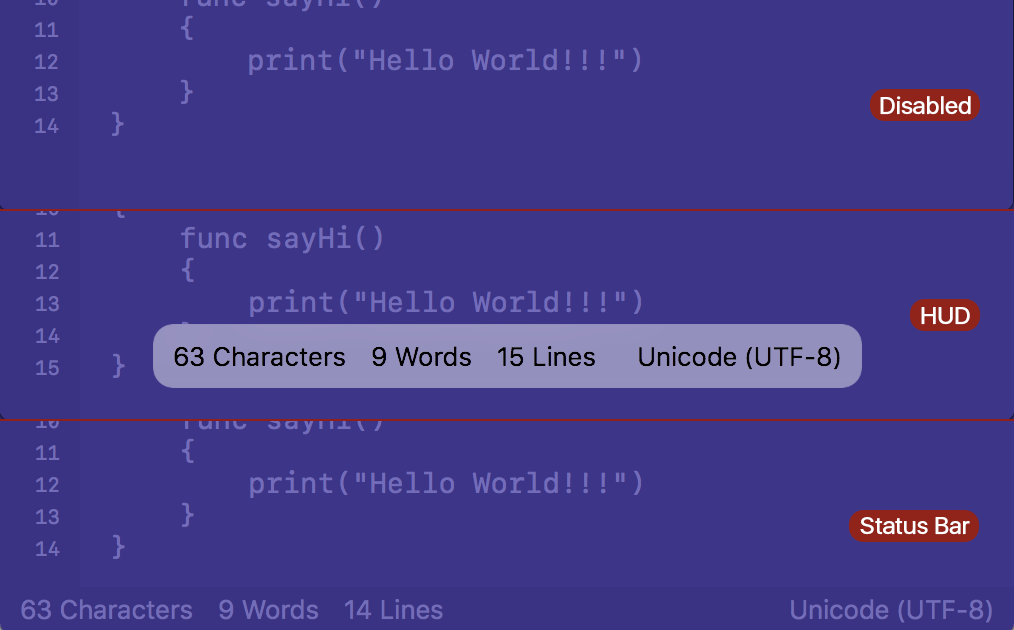 10 func sayHi()
11 {
12 print("Hello World!!!")
13 }
Disabled
14 }
10 {
11 func sayHi()
12 {
13 print("Hello World!!!")
HUD
14 }
63 Characters 9 Words 15 Lines Unicode (UTF-8)
15 }
10 func sayHi()
11 {
12 print("Hello World!!!")
13 }
Status Bar
14 }
63 Characters 9 Words 14 Lines Unicode (UTF-8)